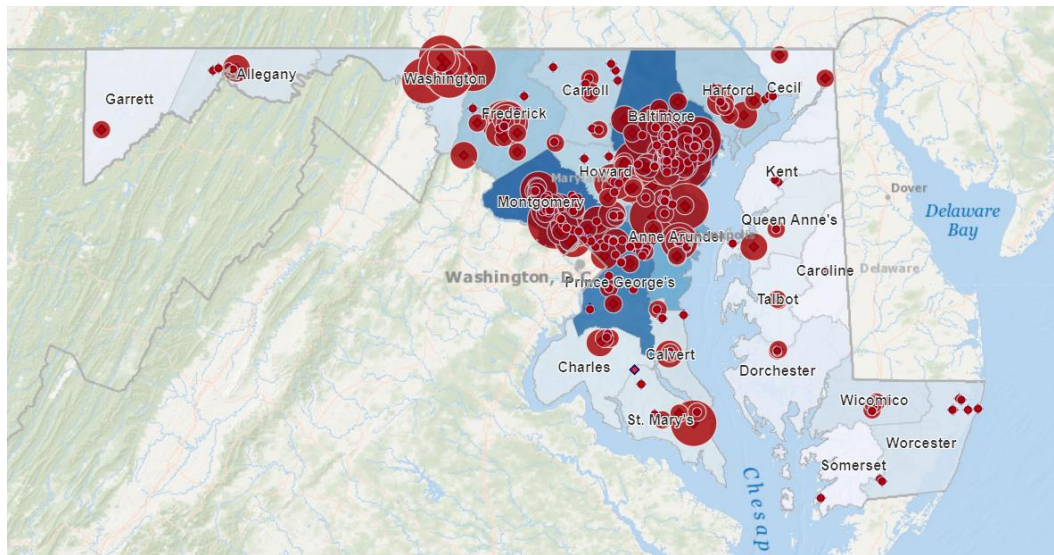 Garrett
Allegany
Washington
Frederick
Carroll
Baltimore
Harford
Cecil
Howard
Montgomery
Kent
Dover
Queen Anne's
Delaware
Bay
Anne Arundel
Washington, D.C.
Prince George's
Caroline
Delaware
Talbot
Charles
Calvert
Dorchester
St. Mary's
Wicomico
Worcester
Somerset
Chesap